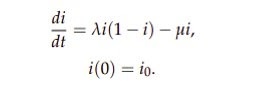 di/dt = λi(1 − i) − μi,
i(0) = i₀.